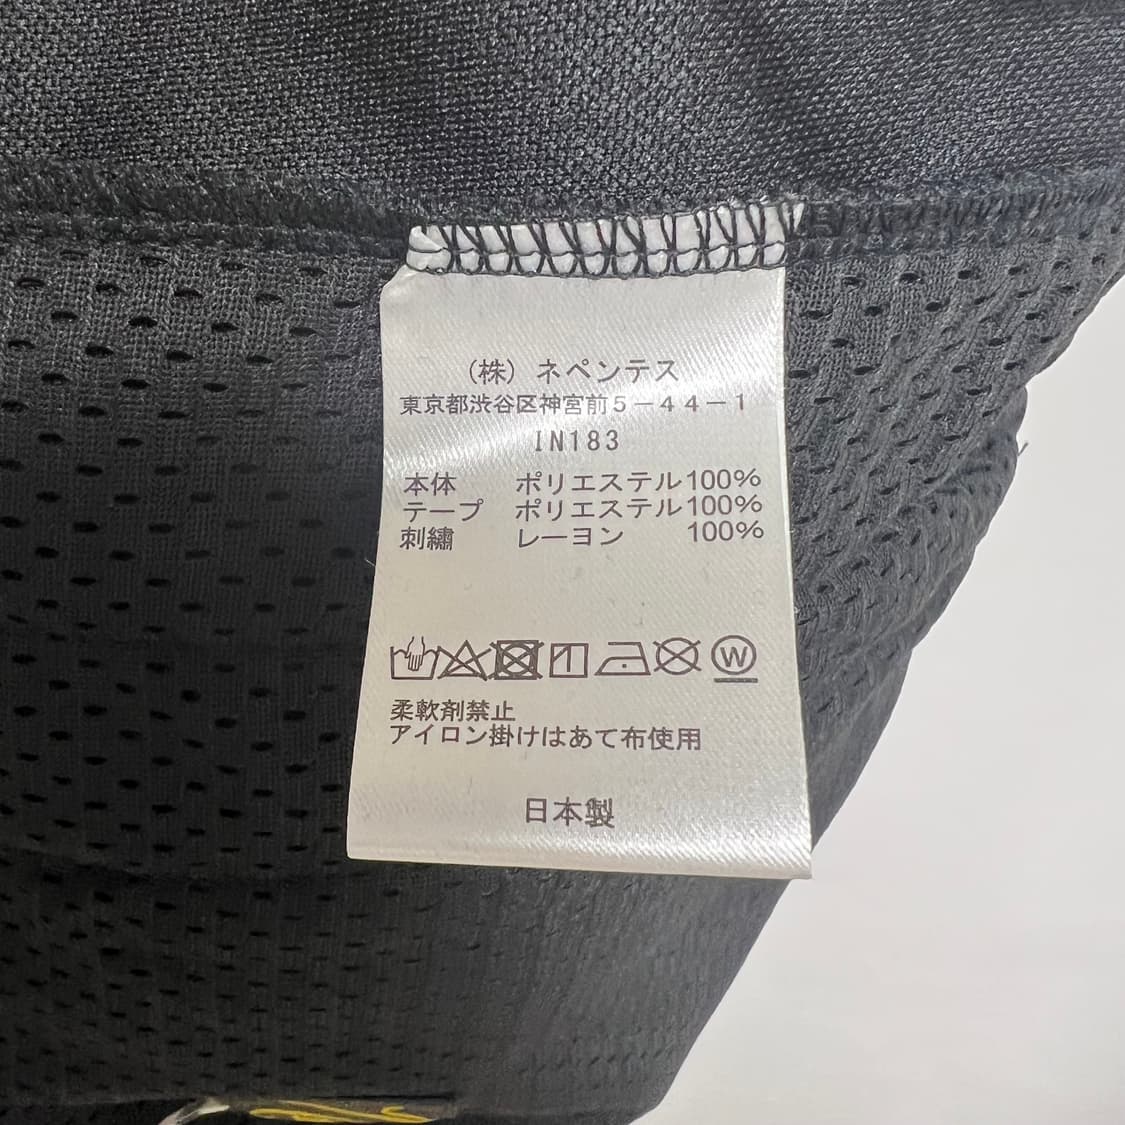 （株）ネペンテス
東京都渋谷区神宮前５－４４－１
IN183
本体 ポリエステル100%
テープ ポリエステル100%
刺繍 レーヨン 100%
W
柔軟剤禁止
アイロン掛けはあて布使用
日本製